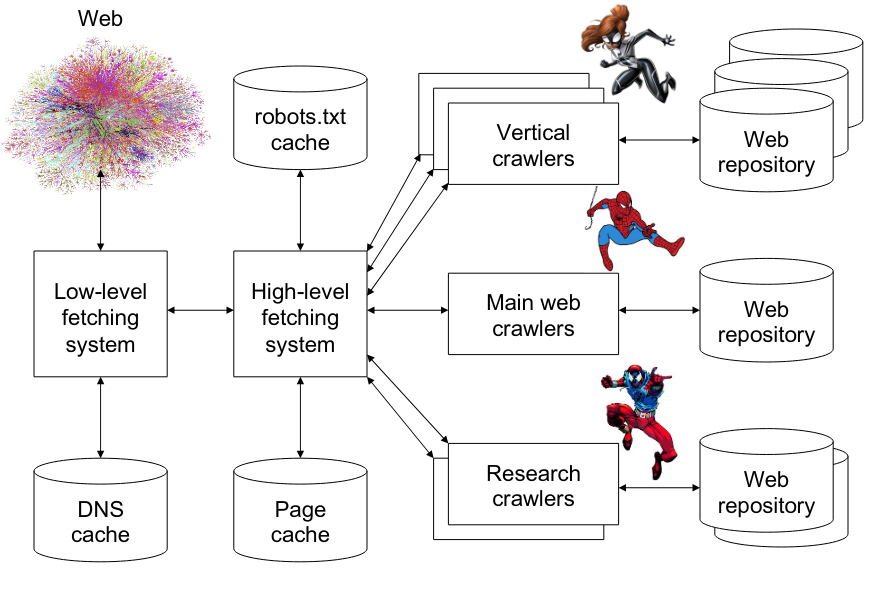 Web
robots.txt
cache
Vertical
crawlers
Web
repository
Low-level
fetching
system
High-level
fetching
system
Main web
crawlers
Web
repository
DNS
cache
Page
cache
Research
crawlers
Web
repository